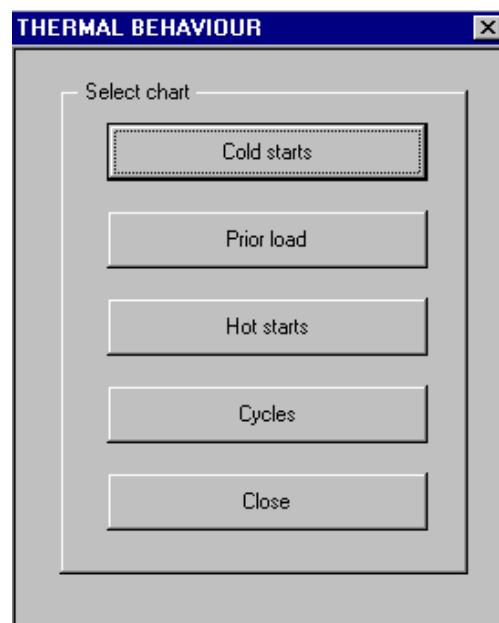 THERMAL BEHAVIOUR
Select chart
Cold starts
Prior load
Hot starts
Cycles
Close